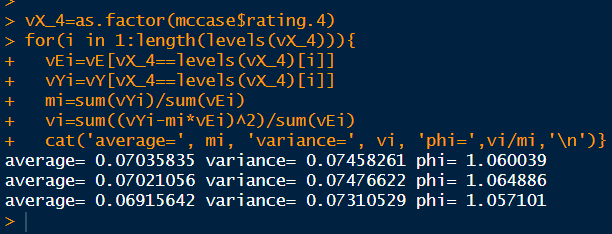 >
> vX_4=as.factor(mccase$rating.4)
> for(i in 1:length(levels(vX_4))){
+   vEi=vE[vX_4==levels(vX_4)[i]]
+   vYi=vY[vX_4==levels(vX_4)[i]]
+   mi=sum(vYi)/sum(vEi)
+   vi=sum((vYi-mi*vEi)^2)/sum(vEi)
+   cat('average=', mi, 'variance=', vi, 'phi=',vi/mi,'\n')}
average= 0.07035835 variance= 0.07458261 phi= 1.060039
average= 0.07021056 variance= 0.07476622 phi= 1.064886
average= 0.06915642 variance= 0.07310529 phi= 1.057101
>